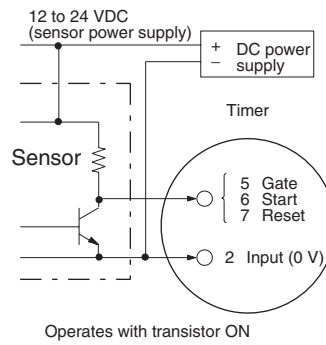 12 to 24 VDC
(sensor power supply)
+ DC power
− supply
Timer
Sensor
5 Gate
6 Start
7 Reset
2 Input (0 V)
Operates with transistor ON